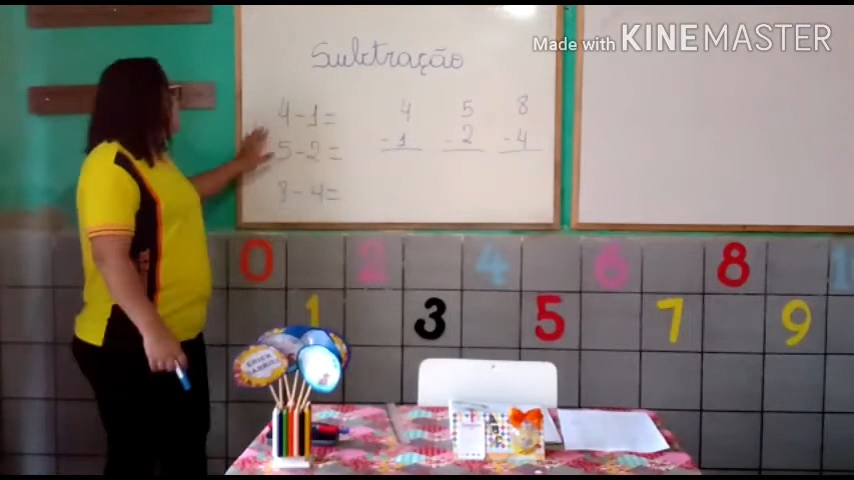 Made with KINEMASTER
Subtração
4-1=
5-2=
8-4=
4
-1
5
-2
8
-4
0 2 4 6 8
1 3 5 7 9